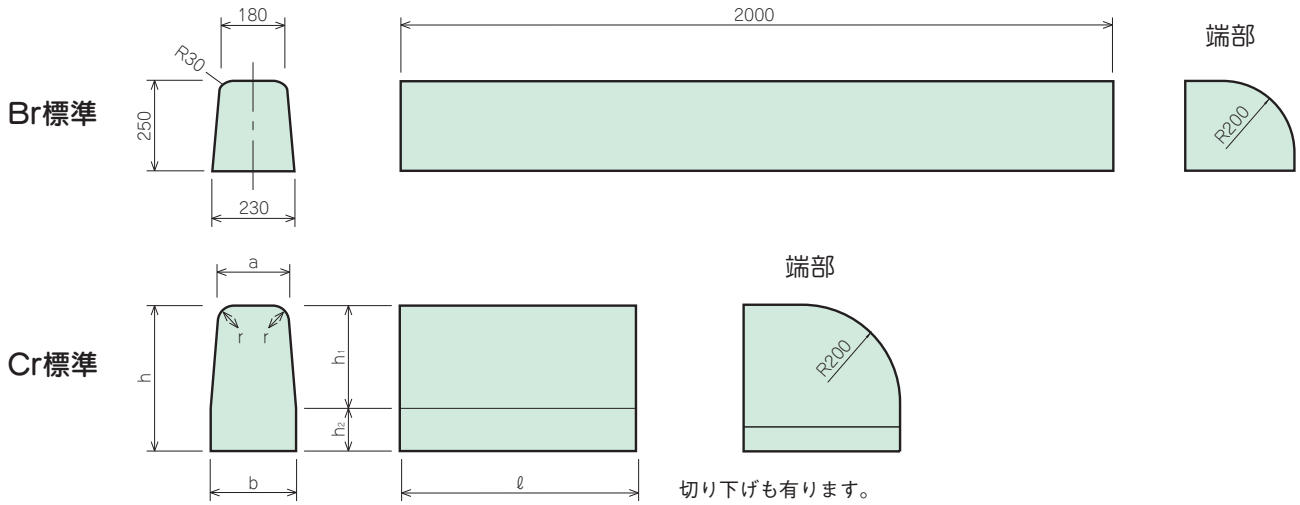 180
2000
端部
R30
Br標準
250
R200
230
a
端部
r r
h₁
R200
Cr標準
h
h₂
b
ℓ
切り下げも有ります。